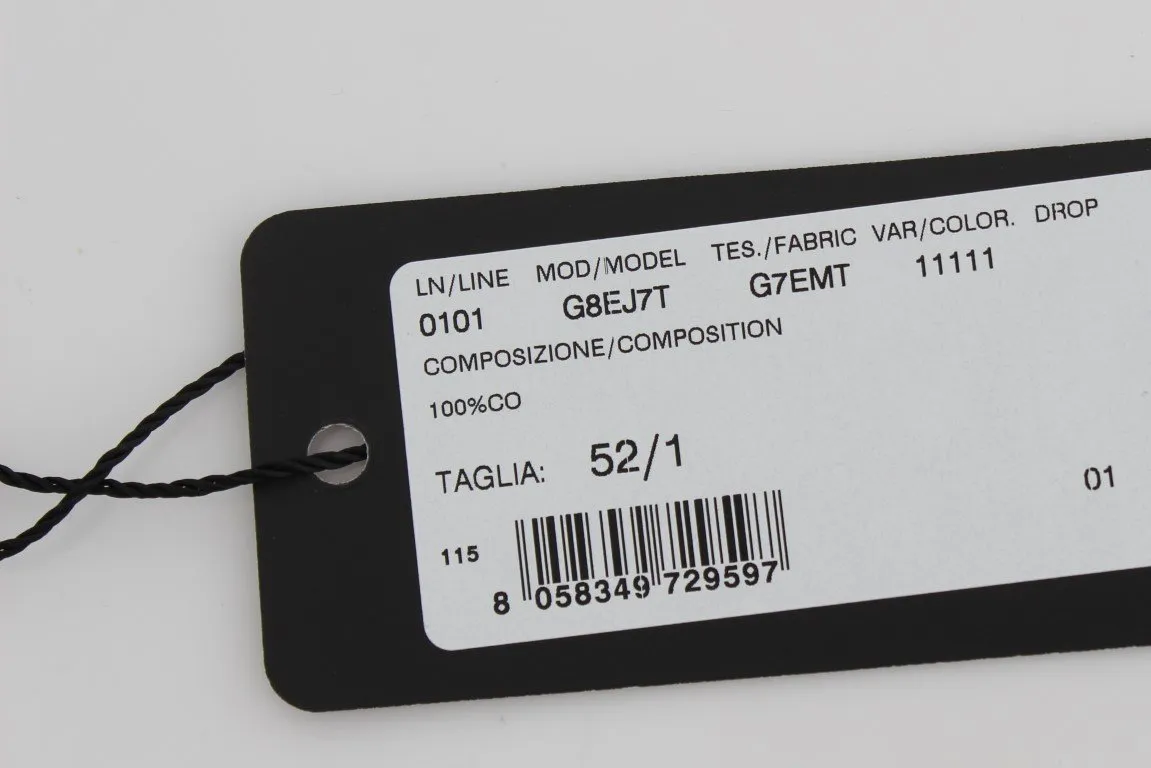 LN/LINE MOD/MODEL TES./FABRIC VAR/COLOR. DROP
0101 G8EJ7T G7EMT 11111
COMPOSIZIONE/COMPOSITION
100%CO
TAGLIA: 52/1
01
115
8 058349 729597